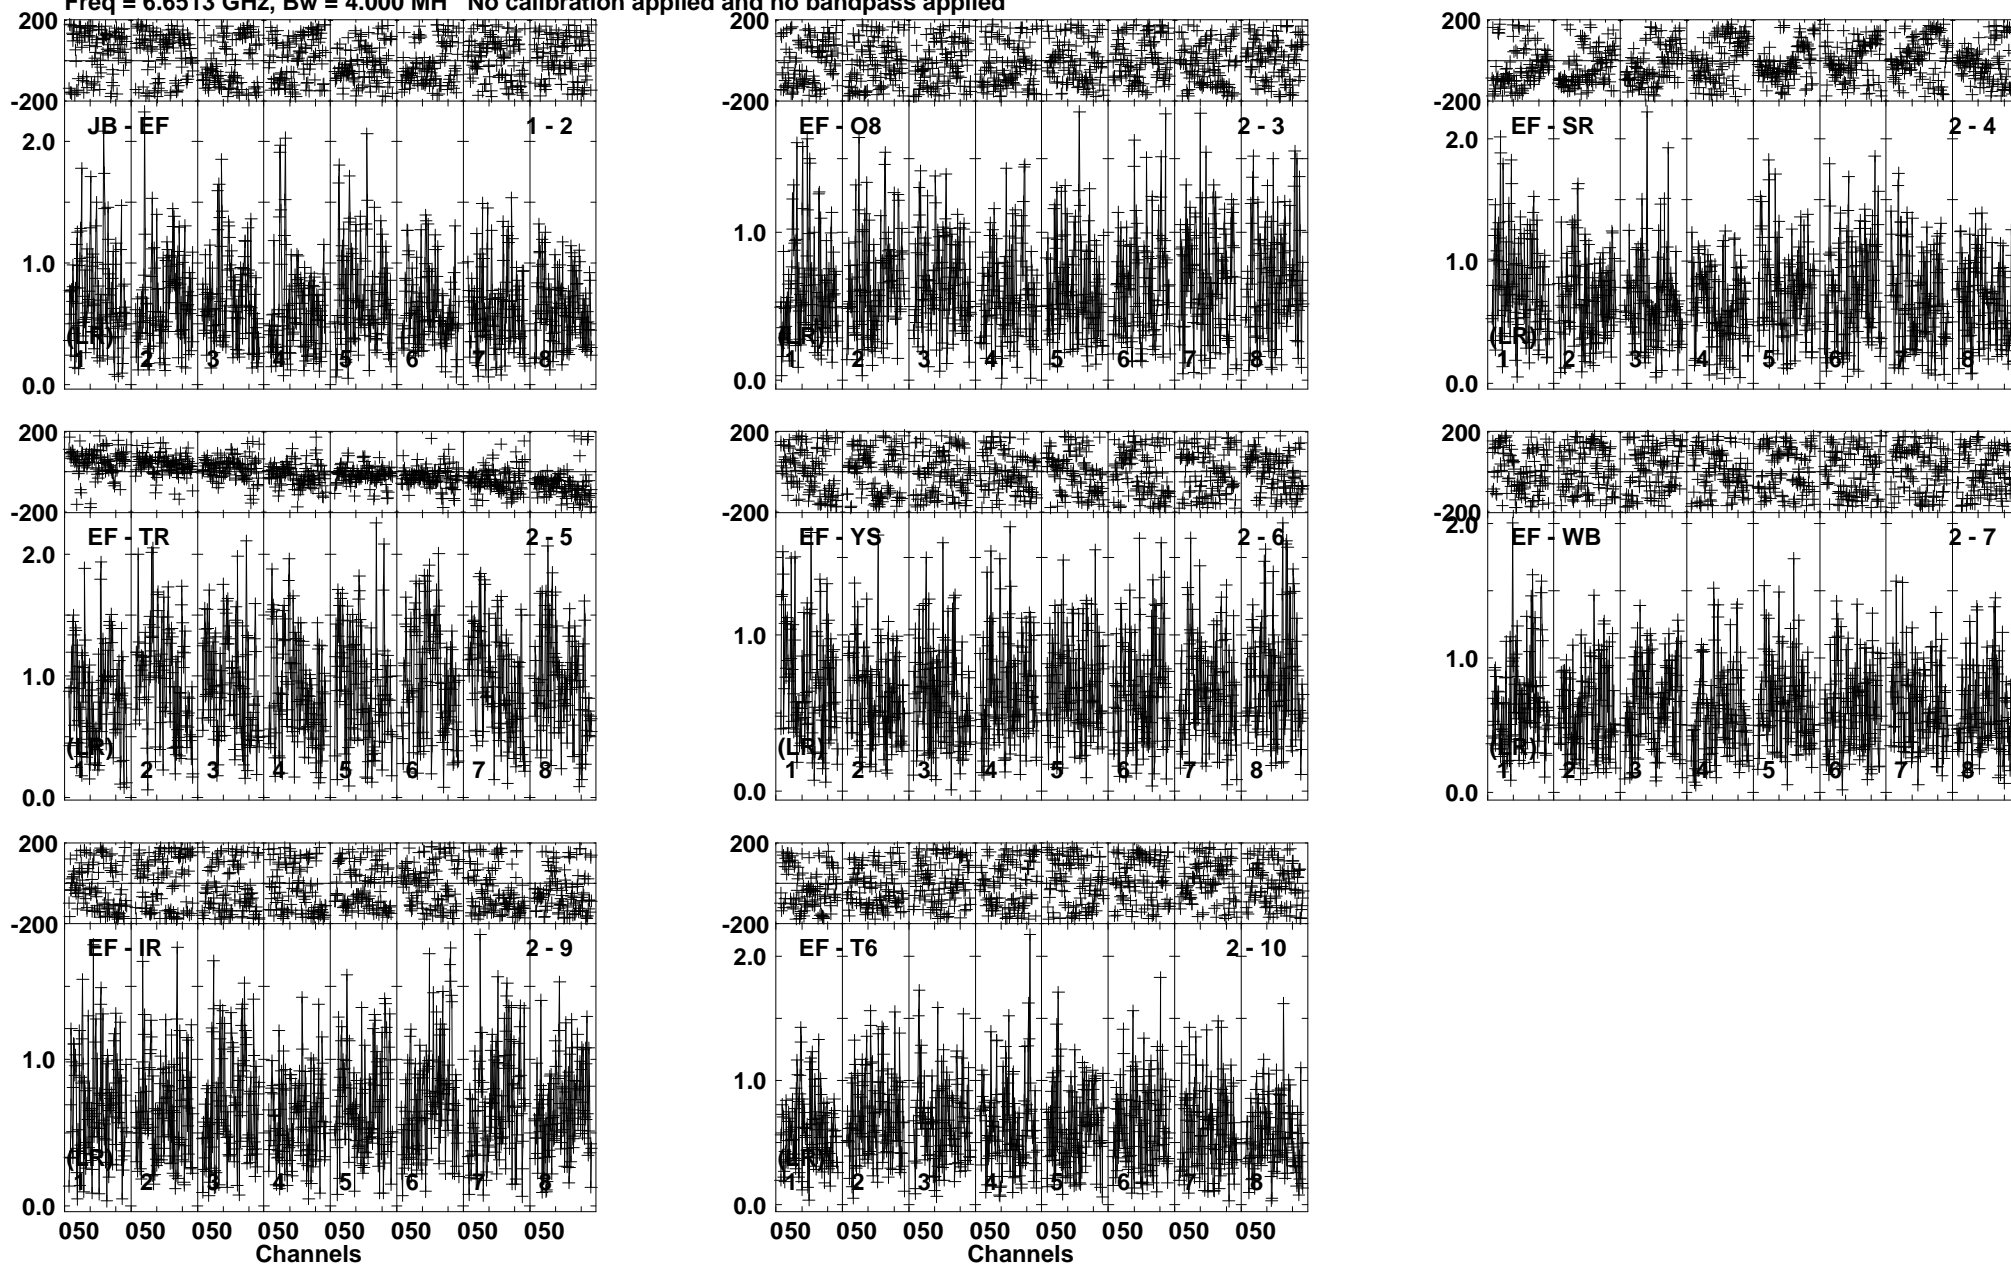 Freq = 6.6513 GHz, Bw = 4.000 MH No calibration applied and no bandpass applied
200
-200
JB - EF 1 - 2
2.0
1.0
(LR)
1 2 3 4 5 6 7 8
0.0
200
-200
EF - O8 2 - 3
1.0
(LR)
1 2 3 4 5 6 7 8
0.0
200
-200
EF - SR 2 - 4
2.0
1.0
(LR)
1 2 3 4 5 6 7 8
0.0
200
-200
EF - TR 2 - 5
2.0
1.0
(LR)
1 2 3 4 5 6 7 8
0.0
200
-200
EF - YS 2 - 6
1.0
(LR)
1 2 3 4 5 6 7 8
0.0
200
-200
2.0
EF - WB 2 - 7
1.0
(LR)
1 2 3 4 5 6 7 8
0.0
200
-200
EF - IR 2 - 9
1.0
(LR)
1 2 3 4 5 6 7 8
0.0
050 050 050 050 050 050 050 050
Channels
200
-200
EF - T6 2 - 10
2.0
1.0
(LR)
1 2 3 4 5 6 7 8
0.0
050 050 050 050 050 050 050 050
Channels